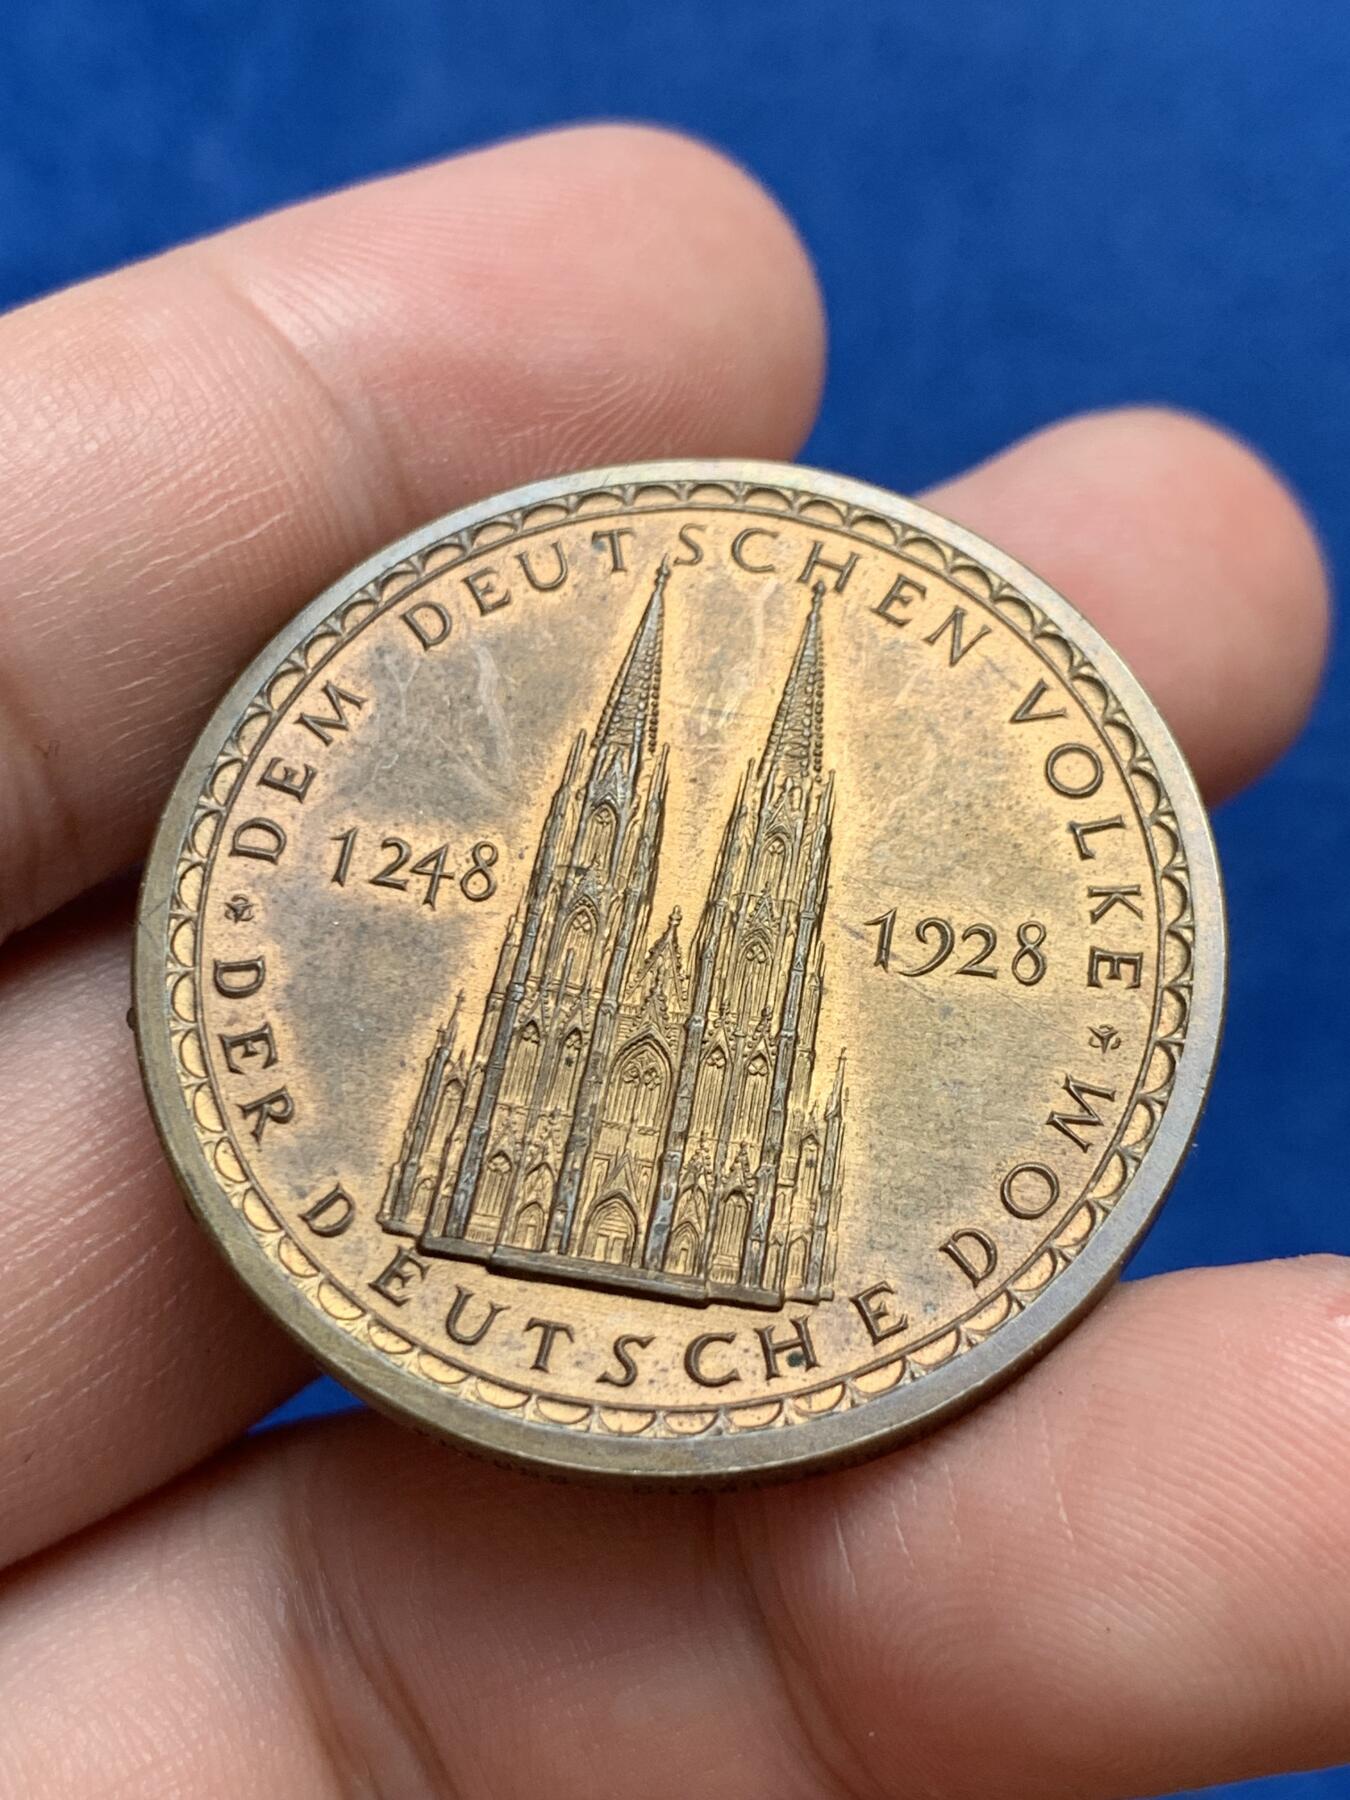 DEM DEUTSCHEN VOLKE
1248
1928
DER DEUTSCHE DOM